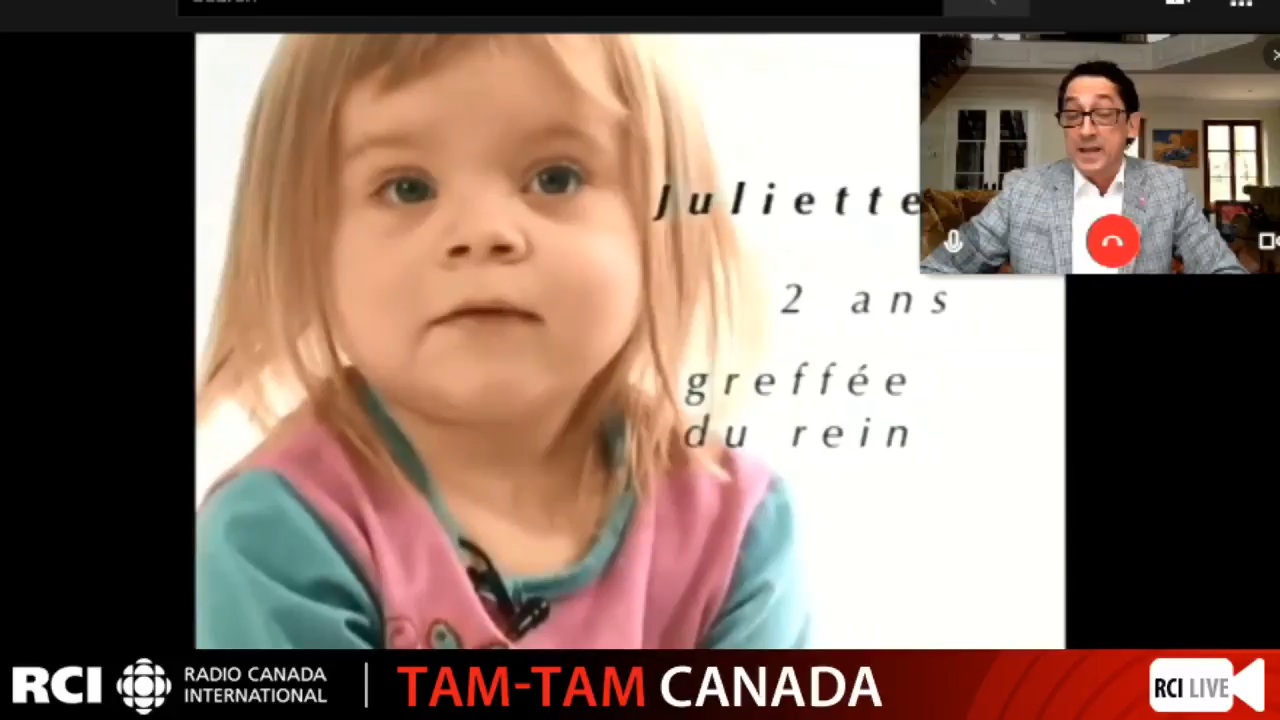 Juliette
2 ans
greffée
du rein
RCI
RADIO CANADA
INTERNATIONAL
TAM-TAM CANADA
RCI LIVE